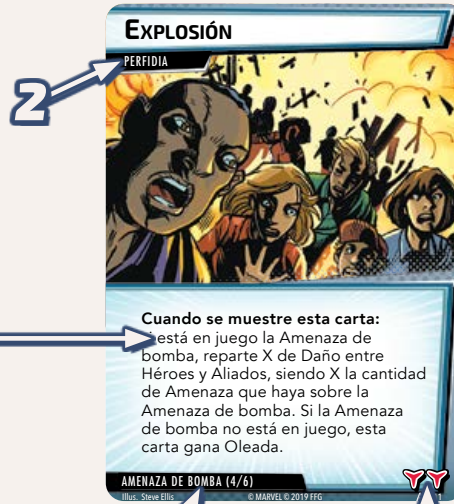 EXPLOSIÓN
PERFIDIA
2
Cuando se muestre esta carta:
está en juego la Amenaza de
bomba, reparte X de Daño entre
Héroes y Aliados, siendo X la cantidad
de Amenaza que haya sobre la
Amenaza de bomba. Si la Amenaza
de bomba no está en juego, esta
carta gana Oleada.
AMENAZA DE BOMBA (4/6)
Illus. Steve Ellis © MARVEL © 2019 FFG